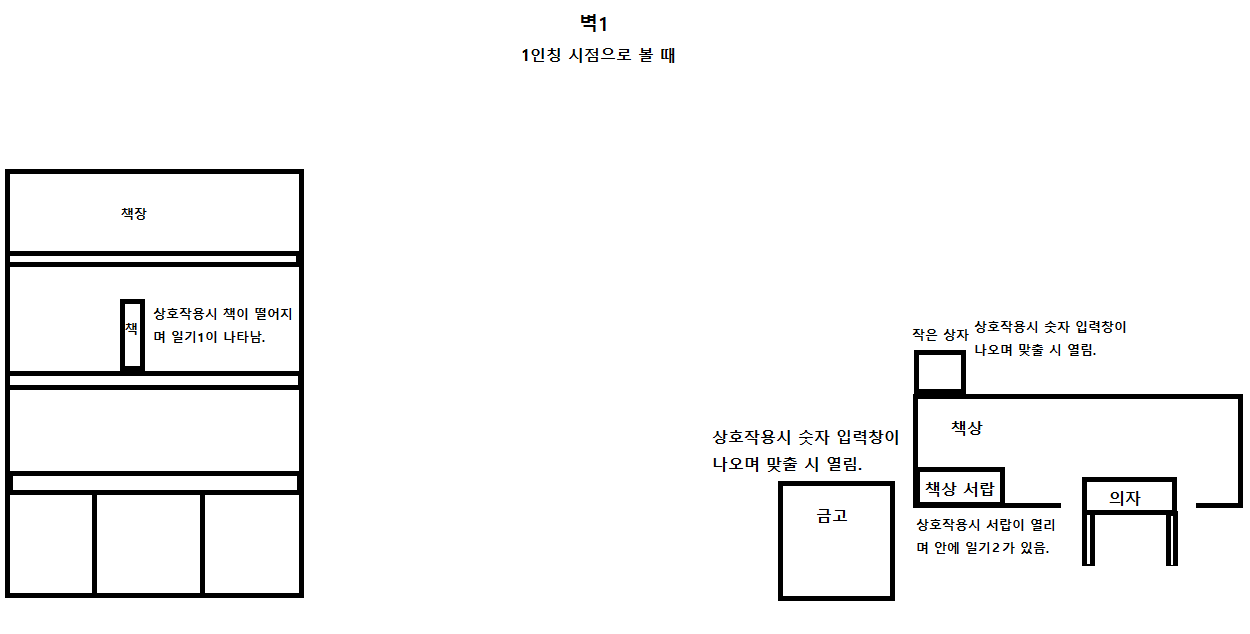 벽1
1인칭 시점으로 볼 때
책장
책
상호작용시 책이 떨어지
며 일기1이 나타남.
작은 상자
상호작용시 숫자 입력창이
나오며 맞출 시 열림.
책상
상호작용시 숫자 입력창이
나오며 맞출 시 열림.
금고
책상 서랍
의자
상호작용시 서랍이 열리
며 안에 일기2가 있음.